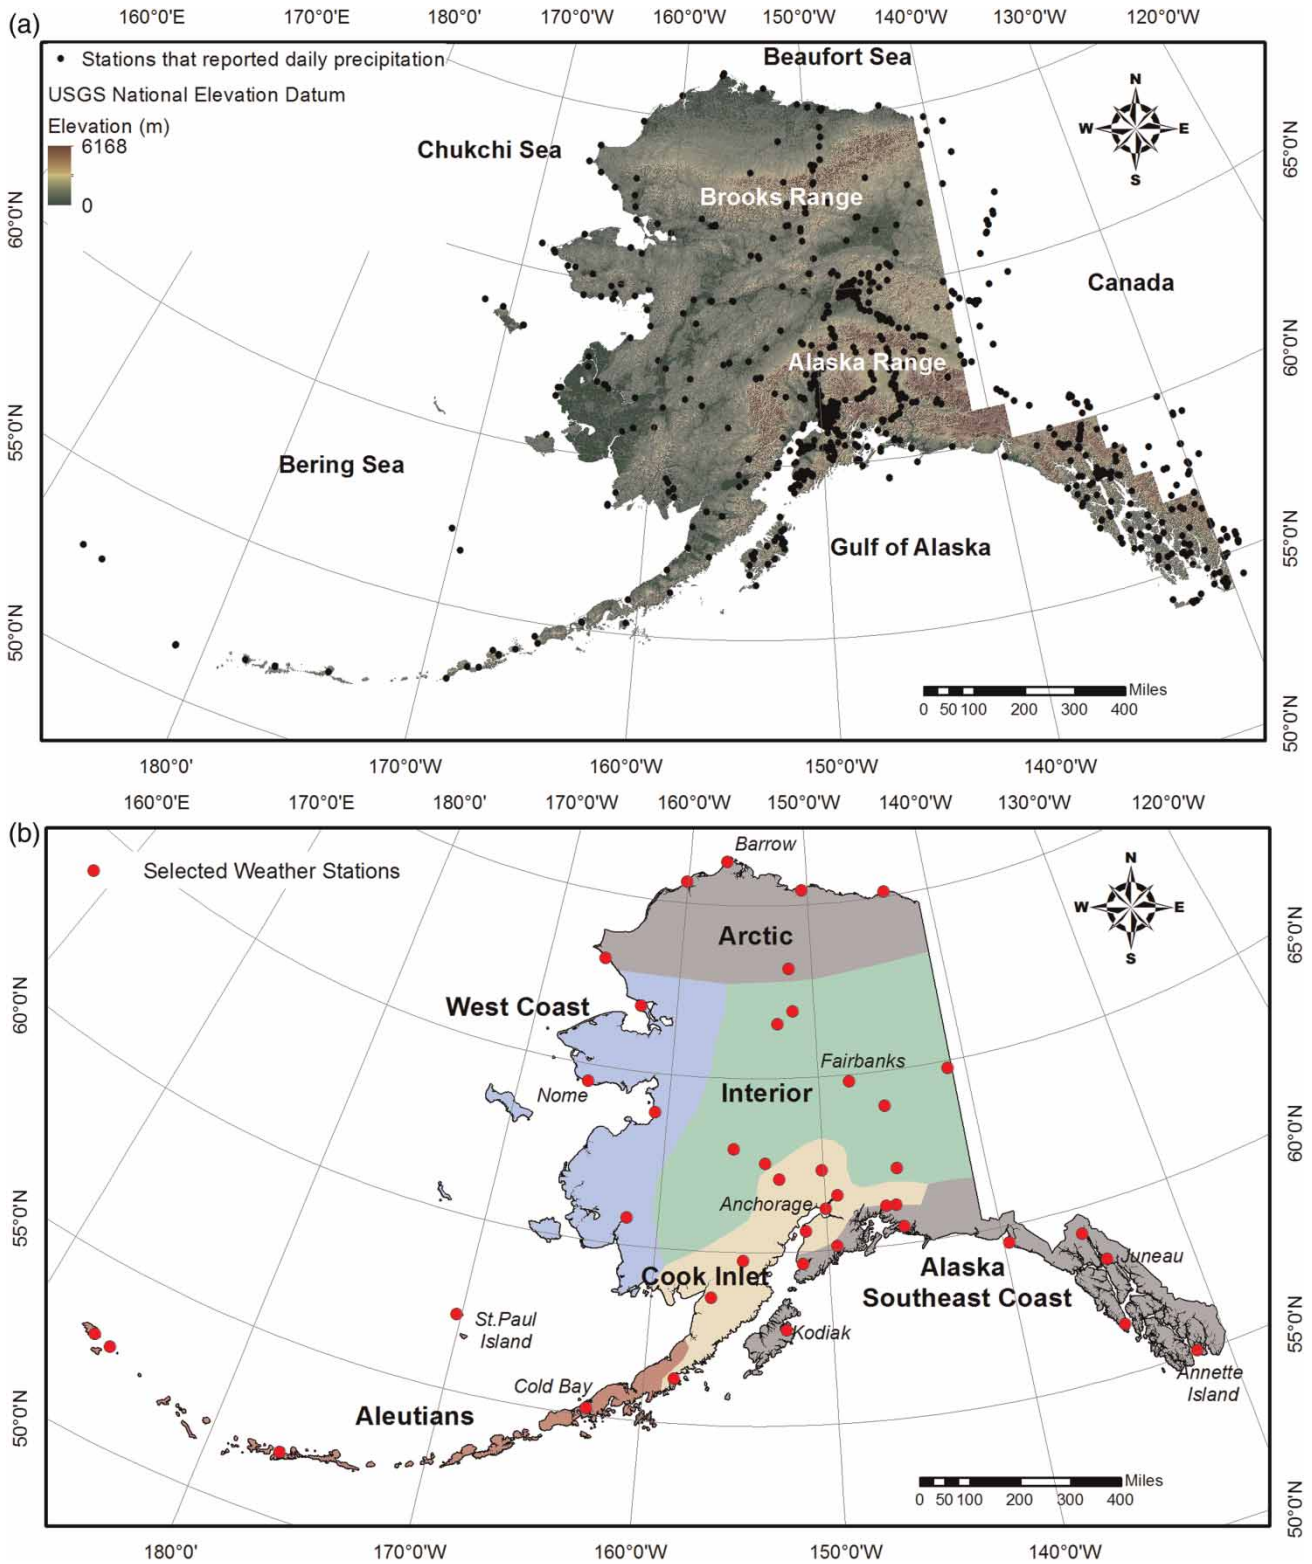 160°0'E 170°0'E 180°0' 170°0'W 160°0'W 150°0'W 140°0'W 130°0'W 120°0'W
(a)
Stations that reported daily precipitation
USGS National Elevation Datum
Elevation (m)
6168
0
Beaufort Sea
N
W E
S
Chukchi Sea
Brooks Range
Canada
Alaska Range
Bering Sea
Gulf of Alaska
60°0'N
55°0'N
50°0'N
65°0'N
60°0'N
55°0'N
50°0'N
Miles
0 50 100 200 300 400
180°0' 170°0'W 160°0'W 150°0'W 140°0'W
160°0'E 170°0'E 180°0' 170°0'W 160°0'W 150°0'W 140°0'W 130°0'W 120°0'W
(b)
Selected Weather Stations
Barrow
N
W E
S
Arctic
West Coast
Fairbanks
Nome
Interior
Anchorage
Cook Inlet
Alaska
Southeast Coast
Juneau
St.Paul
Island
Kodiak
Annette
Island
Cold Bay
Aleutians
60°0'N
55°0'N
50°0'N
65°0'N
60°0'N
55°0'N
50°0'N
Miles
0 50 100 200 300 400
180°0' 170°0'W 160°0'W 150°0'W 140°0'W